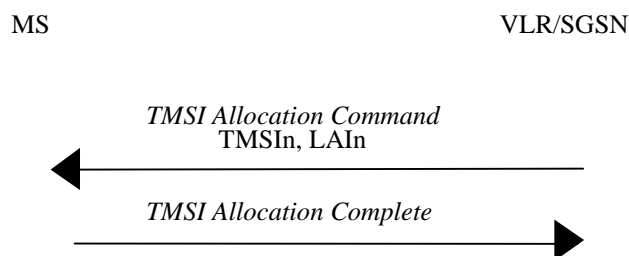 MS VLR/SGSN
TMSI Allocation Command
TMSIn, LAIn
TMSI Allocation Complete